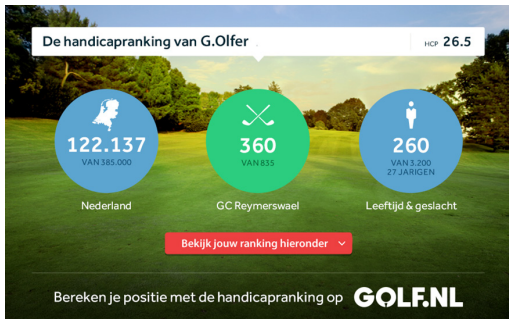 De handicapranking van G.Olfer
HCP 26.5
122.137
VAN 385.000
Nederland
360
VAN 835
GC Reymerswael
260
VAN 3.200
27 JARIGEN
Leeftijd & geslacht
Bekijk jouw ranking hieronder
Bereken je positie met de handicapranking op GOLF.NL